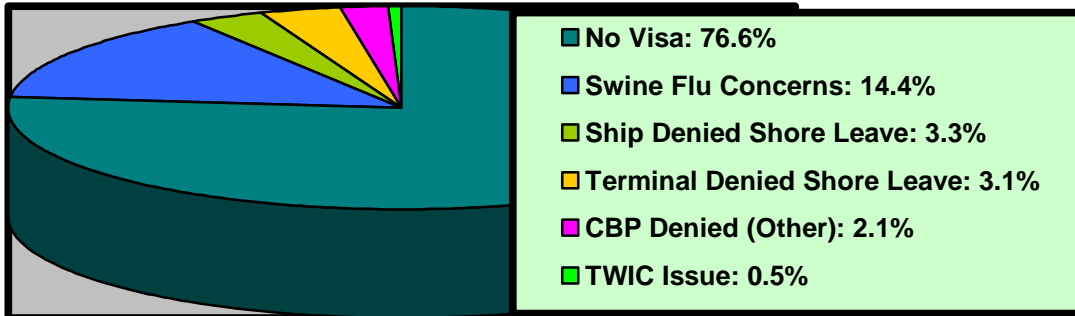 No Visa: 76.6%
Swine Flu Concerns: 14.4%
Ship Denied Shore Leave: 3.3%
Terminal Denied Shore Leave: 3.1%
CBP Denied (Other): 2.1%
TWIC Issue: 0.5%